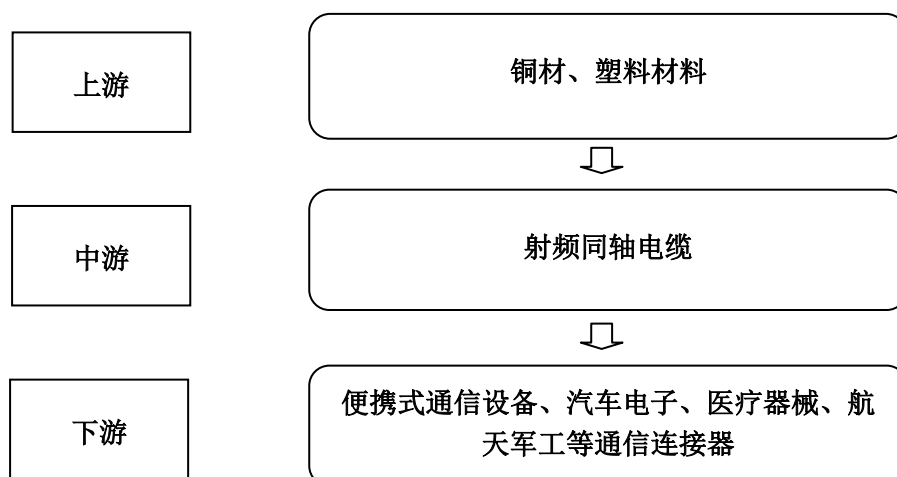 上游
铜材、塑料材料
中游
射频同轴电缆
下游
便携式通信设备、汽车电子、医疗器械、航
天军工等通信连接器